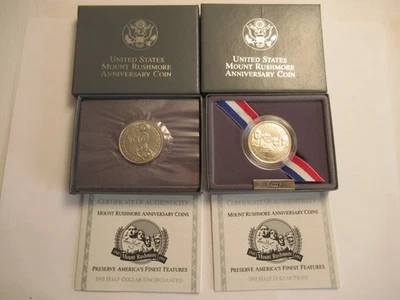 UNITED STATES
MOUNT RUSHMORE
ANNIVERSARY COIN
UNITED STATES
MOUNT RUSHMORE
ANNIVERSARY COIN
CERTIFICATE OF AUTHENTICITY
MOUNT RUSHMORE ANNIVERSARY COINS
Mount Rushmore
PRESERVE AMERICA'S FINEST FEATURES
1991 HALF DOLLAR UNCIRCULATED
CERTIFICATE OF AUTHENTICITY
MOUNT RUSHMORE ANNIVERSARY COINS
Mount Rushmore
PRESERVE AMERICA'S FINEST FEATURES
1991 HALF DOLLAR PROOF